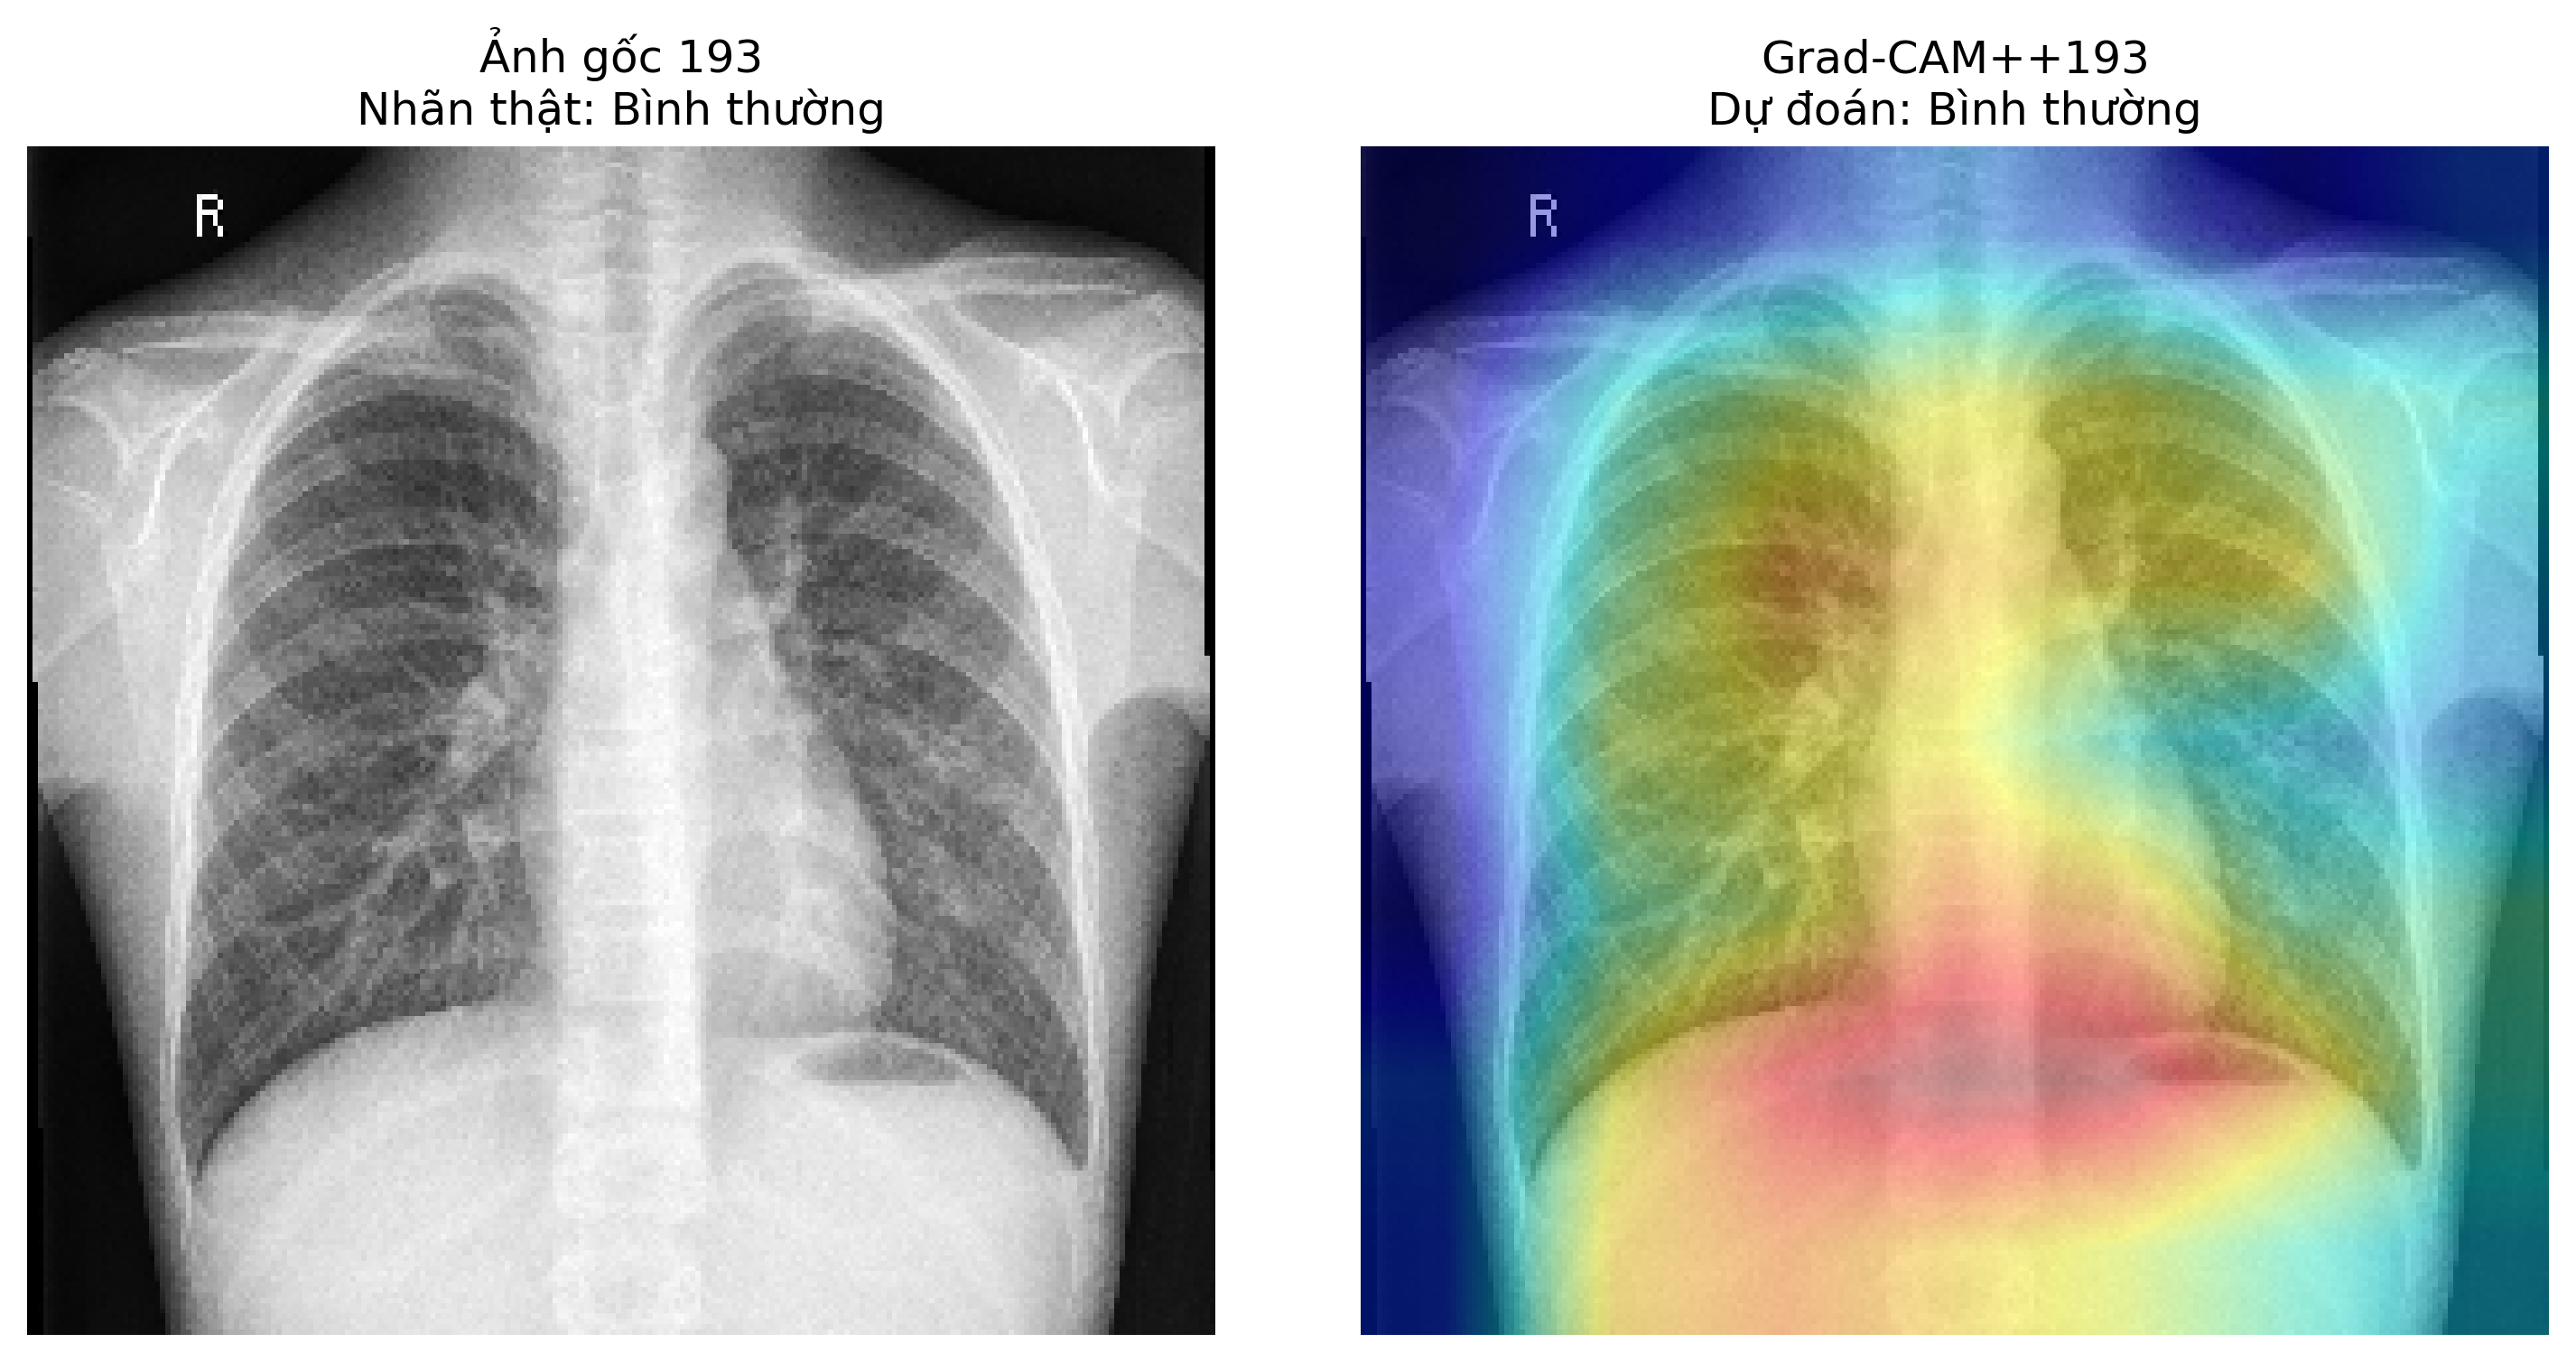 Ảnh gốc 193
Nhãn thật: Bình thường
Grad-CAM++193
Dự đoán: Bình thường
R
R